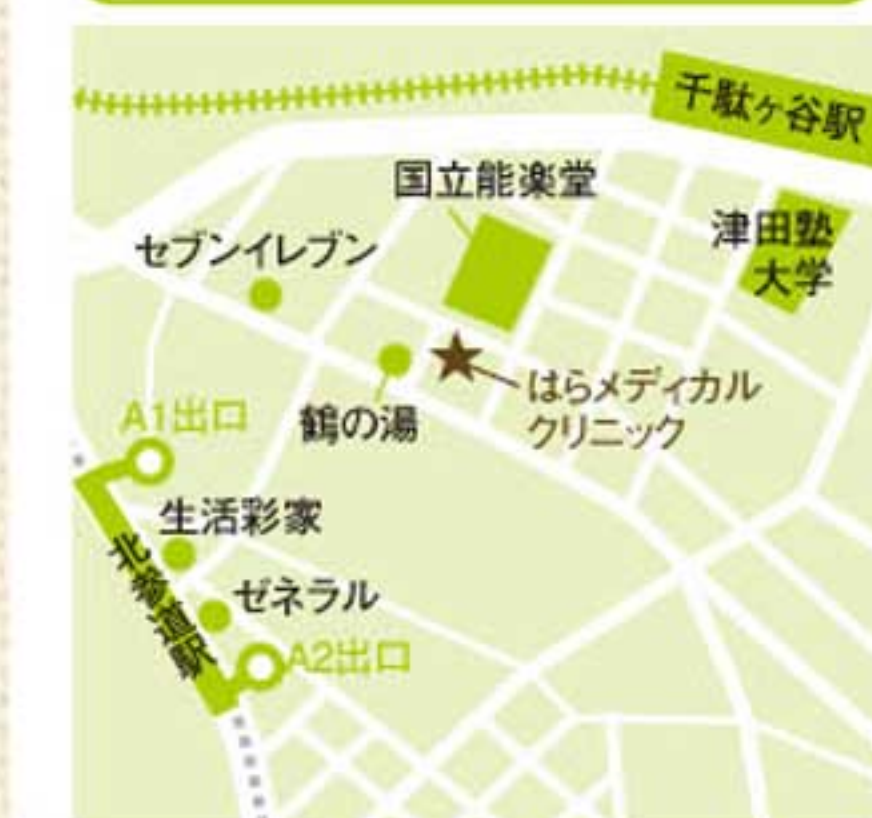 千駄ヶ谷駅
国立能楽堂
津田塾
大学
セブンイレブン
はらメディカル
クリニック
鶴の湯
A1出口
生活彩家
北参道駅
ゼネラル
A2出口